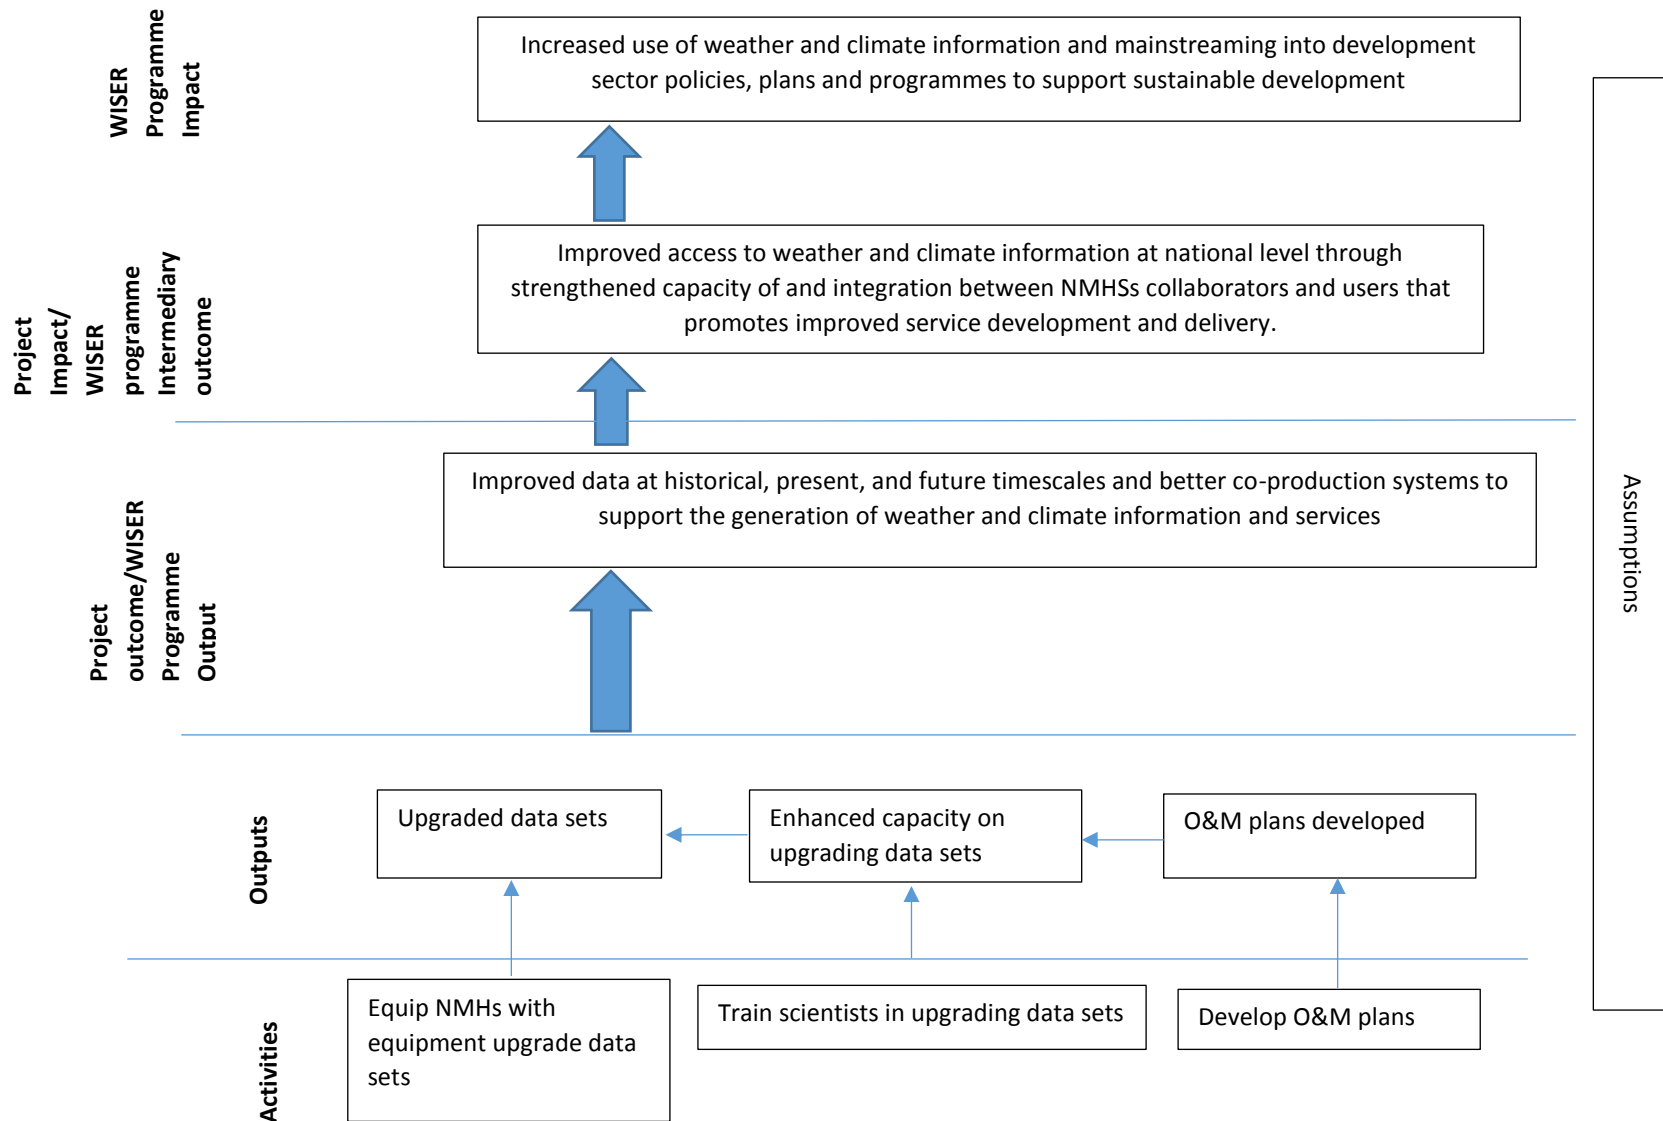 WISER
Programme
Impact
Increased use of weather and climate information and mainstreaming into development
sector policies, plans and programmes to support sustainable development
Project
Impact/
WISER
programme
Intermediary
outcome
Improved access to weather and climate information at national level through
strengthened capacity of and integration between NMHSs collaborators and users that
promotes improved service development and delivery.
Project
outcome/WISER
Programme
Output
Improved data at historical, present, and future timescales and better co-production systems to
support the generation of weather and climate information and services
Assumptions
Outputs
Upgraded data sets
Enhanced capacity on
upgrading data sets
O&M plans developed
Activities
Equip NMHs with
equipment upgrade data
sets
Train scientists in upgrading data sets
Develop O&M plans